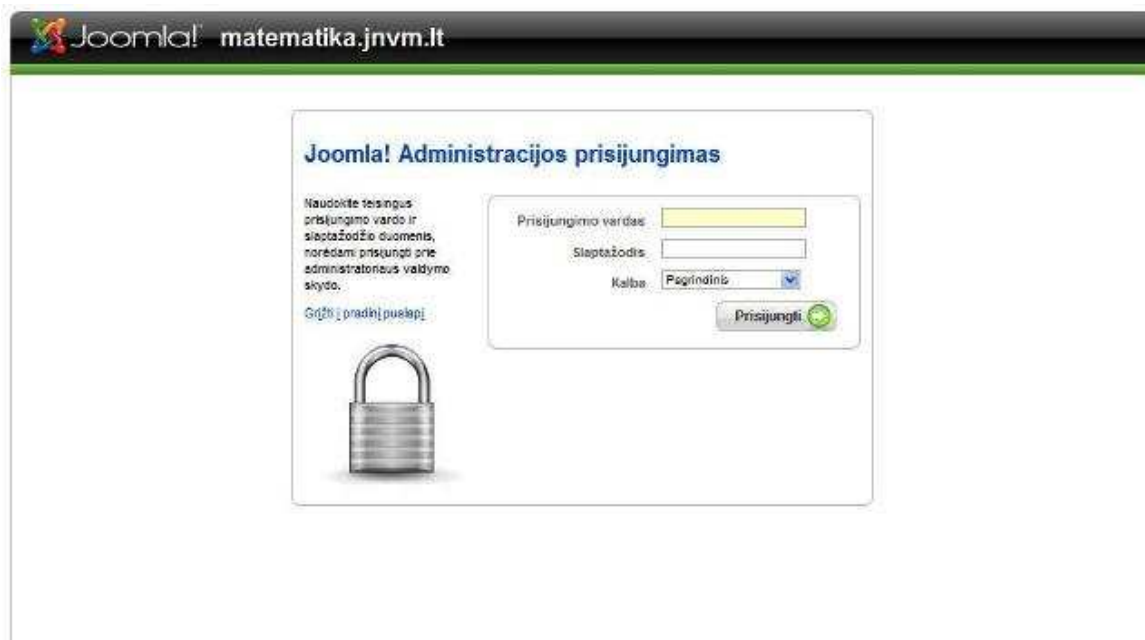 Joomla! matematika.jnvm.lt
Joomla! Administracijos prisijungimas
Naudokite teisingus
prisijungimo vardo ir
slaptažodžio duomenis,
norėdami prisijungti prie
administratoriaus valdymo
skydo.
Grįžti į pradinį puslapį
Prisijungimo vardas
Slaptažodis
Kalba Pagrindinis
Prisijungti